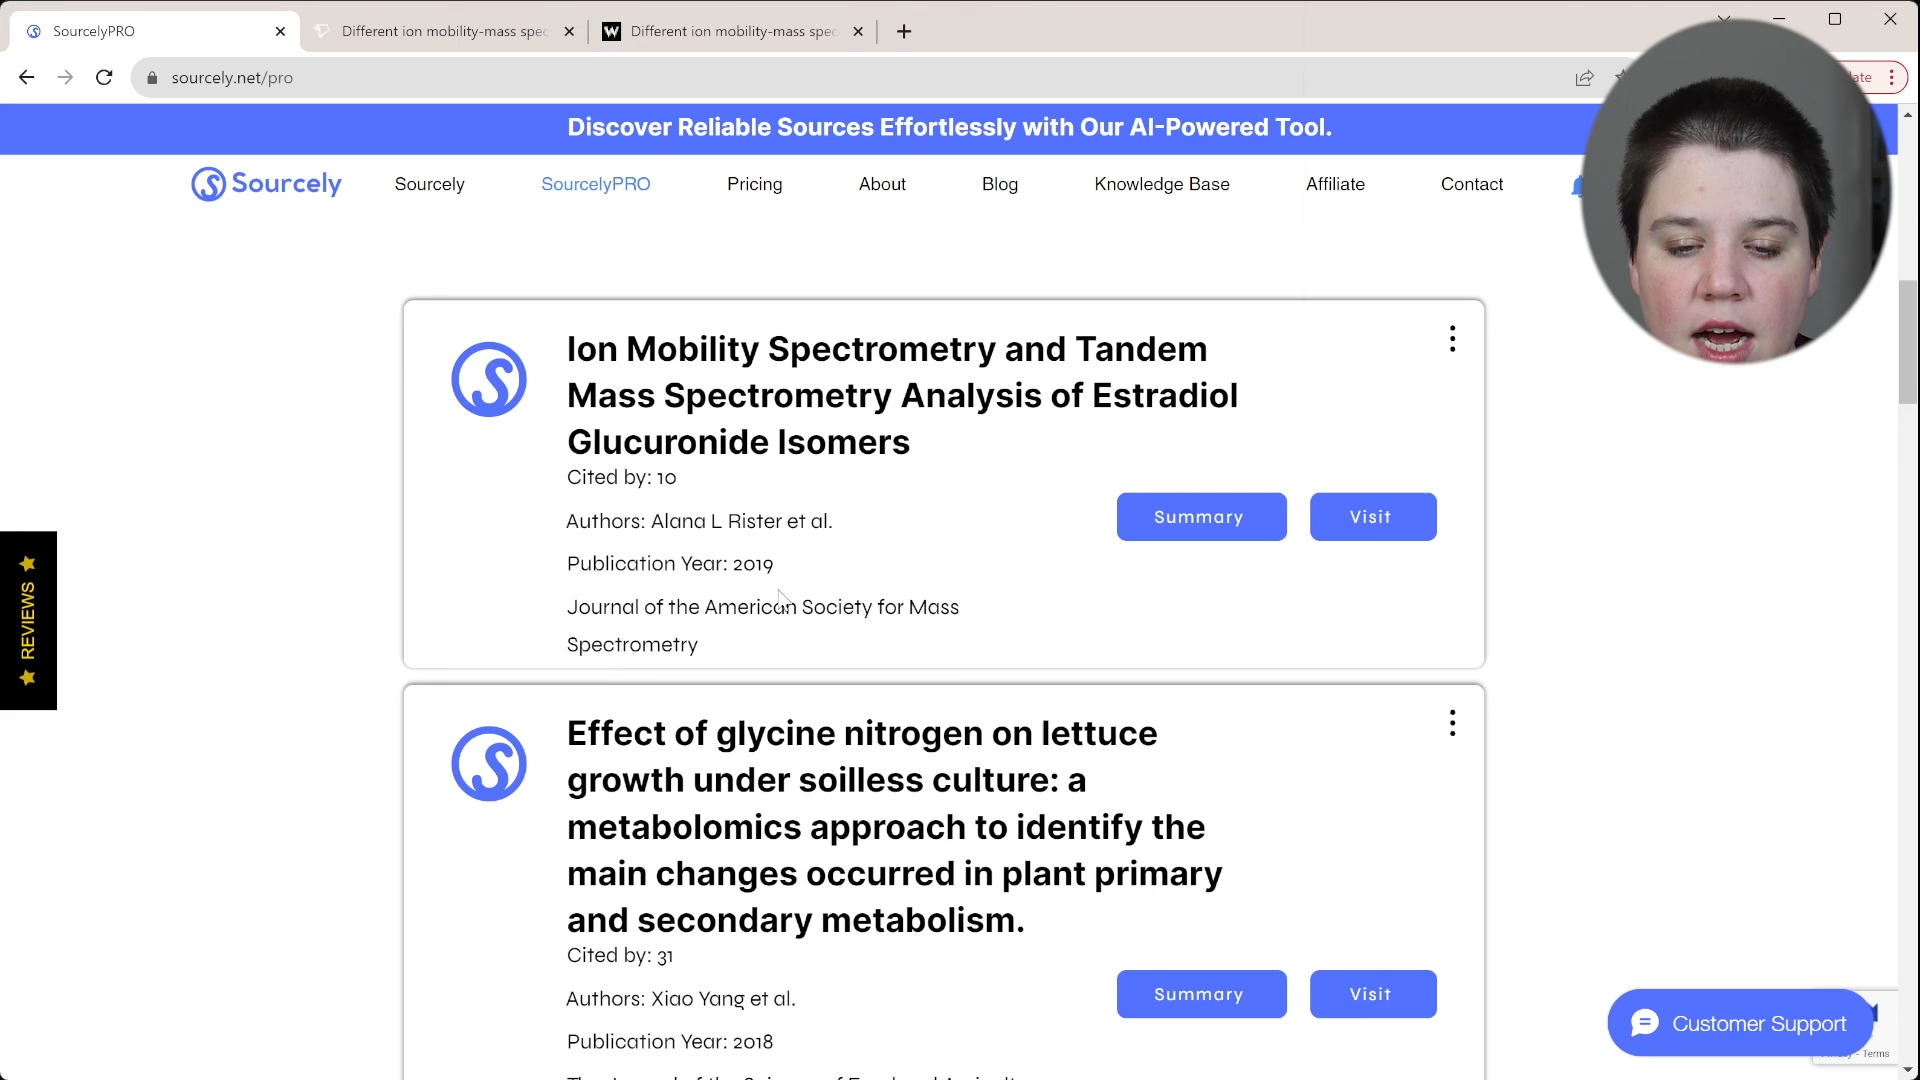 SourcelyPRO
Different ion mobility-mass spec
Different ion mobility-mass spec
sourcely.net/pro
Discover Reliable Sources Effortlessly with Our AI-Powered Tool.
Sourcely
Sourcely
SourcelyPRO
Pricing
About
Blog
Knowledge Base
Affiliate
Contact
Ion Mobility Spectrometry and Tandem
Mass Spectrometry Analysis of Estradiol
Glucuronide Isomers
Cited by: 10
Authors: Alana L Rister et al.
Summary
Visit
Publication Year: 2019
Journal of the American Society for Mass
Spectrometry
REVIEWS
Effect of glycine nitrogen on lettuce
growth under soilless culture: a
metabolomics approach to identify the
main changes occurred in plant primary
and secondary metabolism.
Cited by: 31
Authors: Xiao Yang et al.
Summary
Visit
Publication Year: 2018
Customer Support
- Terms